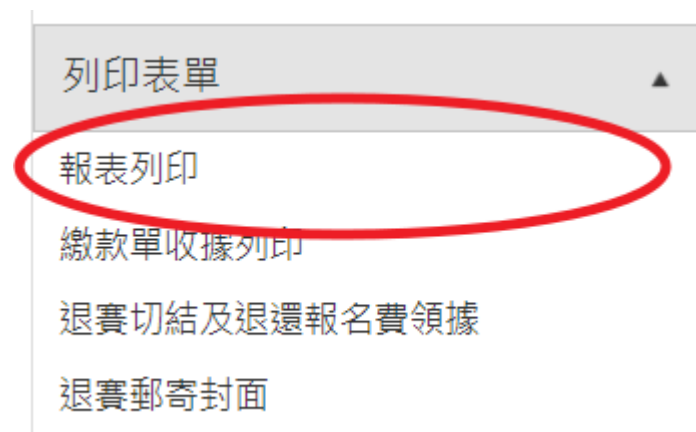 列印表單
報表列印
繳款單收據列印
退賽切結及退還報名費領據
退賽郵寄封面